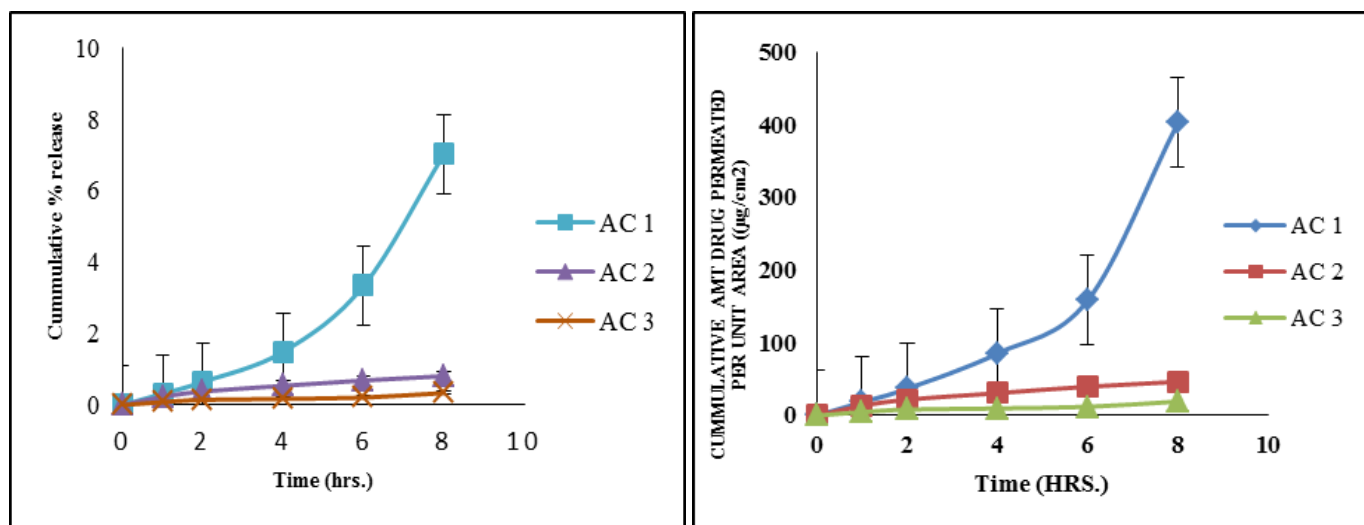 10
8
6
4
2
0
Cummulative % release
0 2 4 6 8 10
Time (hrs.)
AC 1
AC 2
AC 3
500
400
300
200
100
0
CUMMULATIVE AMT DRUG PERMEATED
PER UNIT AREA ((µg/cm2)
0 2 4 6 8 10
Time (HRS.)
AC 1
AC 2
AC 3